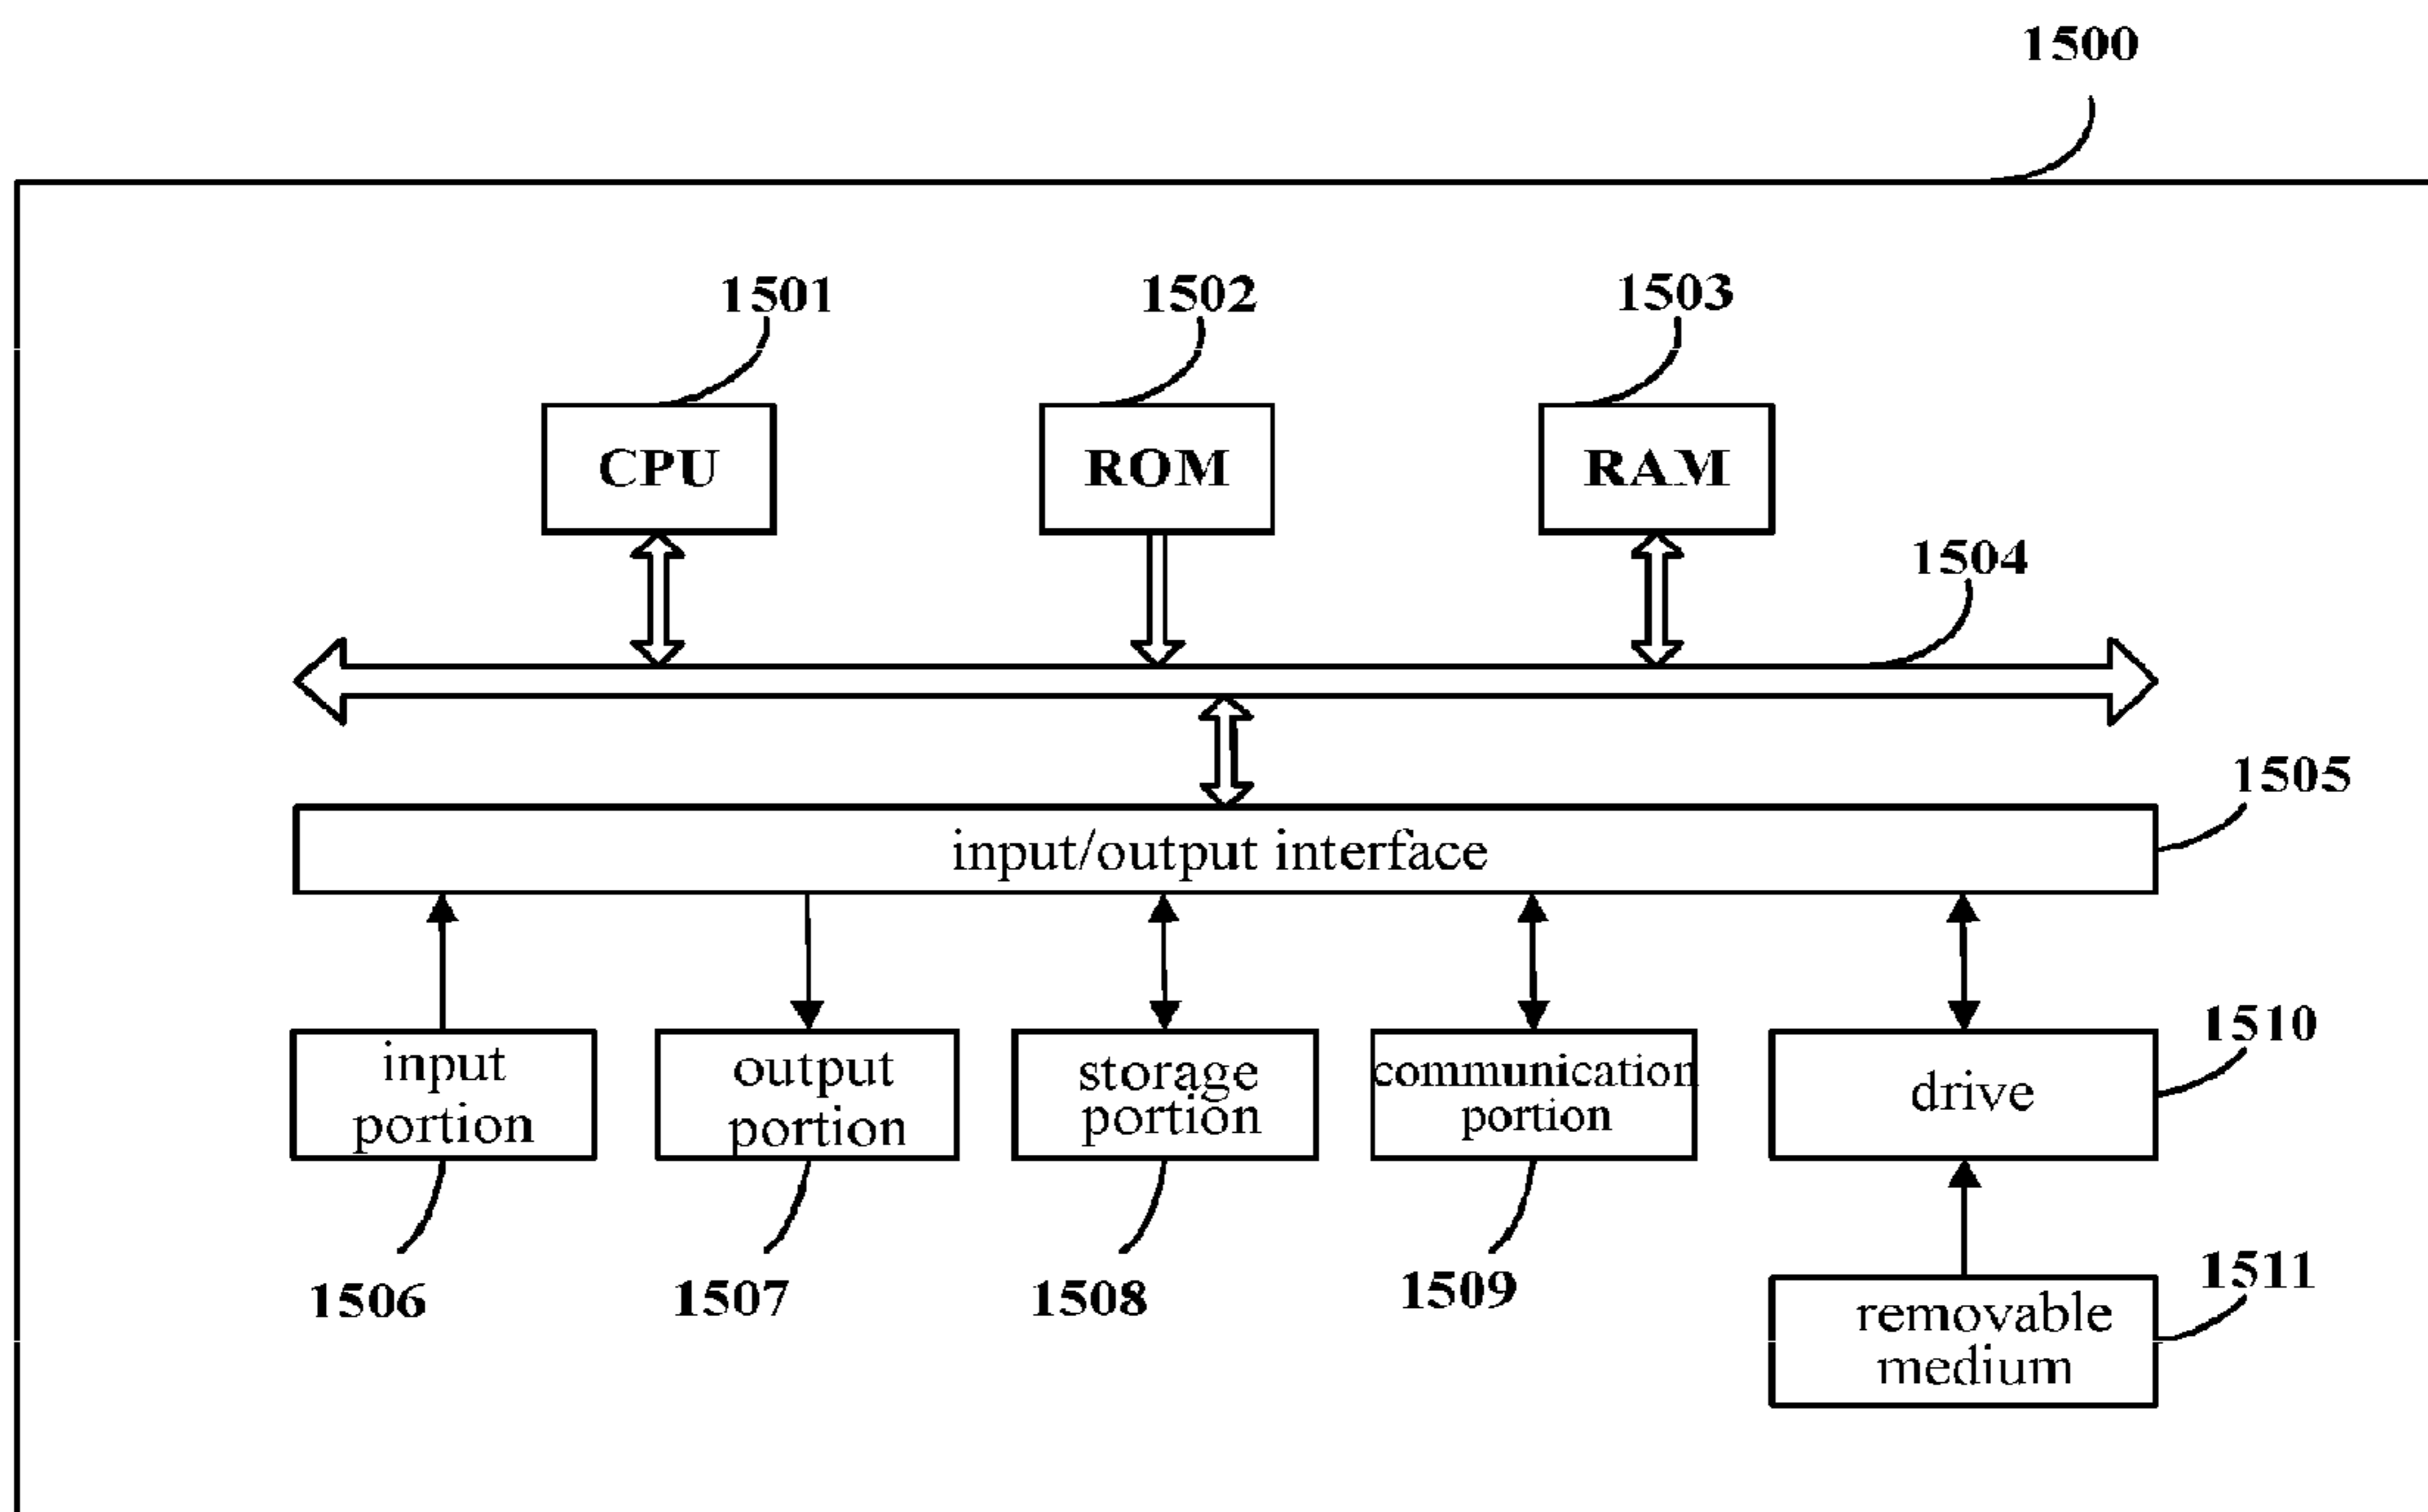 1500
1501
1502
1503
CPU
ROM
RAM
1504
1505
input/output interface
1510
input
portion
output
portion
storage
portion
communication
portion
drive
1506
1507
1508
1509
1511
removable
medium